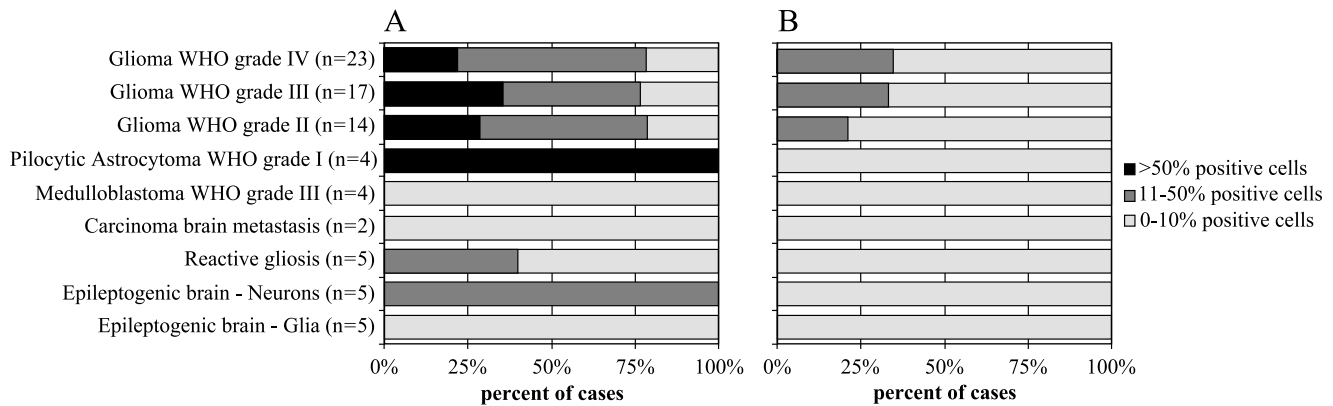 A
B
Glioma WHO grade IV (n=23)
Glioma WHO grade III (n=17)
Glioma WHO grade II (n=14)
Pilocytic Astrocytoma WHO grade I (n=4)
Medulloblastoma WHO grade III (n=4)
Carcinoma brain metastasis (n=2)
Reactive gliosis (n=5)
Epileptogenic brain - Neurons (n=5)
Epileptogenic brain - Glia (n=5)
0% 25% 50% 75% 100%
percent of cases
0% 25% 50% 75% 100%
percent of cases
>50% positive cells
11-50% positive cells
0-10% positive cells